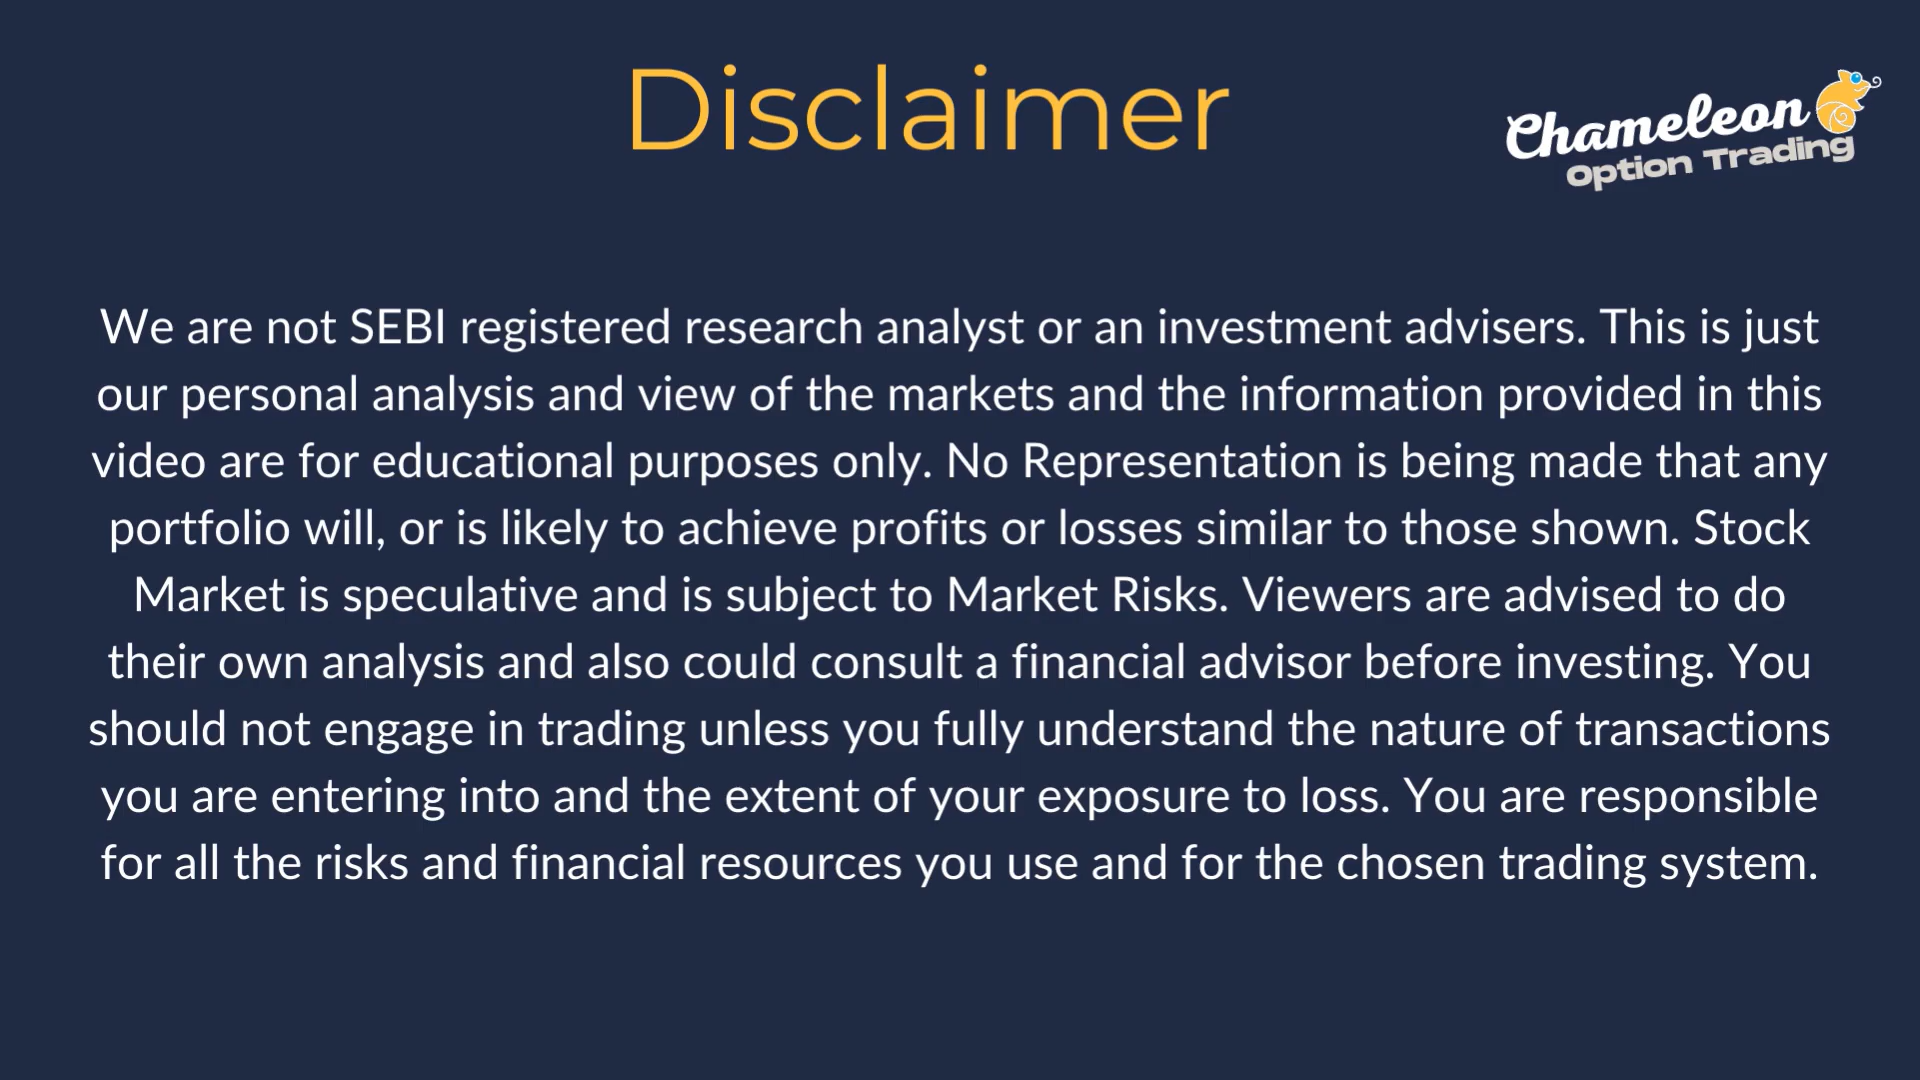 Disclaimer
Chameleon
Option Trading
We are not SEBI registered research analyst or an investment advisers. This is just
our personal analysis and view of the markets and the information provided in this
video are for educational purposes only. No Representation is being made that any
portfolio will, or is likely to achieve profits or losses similar to those shown. Stock
Market is speculative and is subject to Market Risks. Viewers are advised to do
their own analysis and also could consult a financial advisor before investing. You
should not engage in trading unless you fully understand the nature of transactions
you are entering into and the extent of your exposure to loss. You are responsible
for all the risks and financial resources you use and for the chosen trading system.